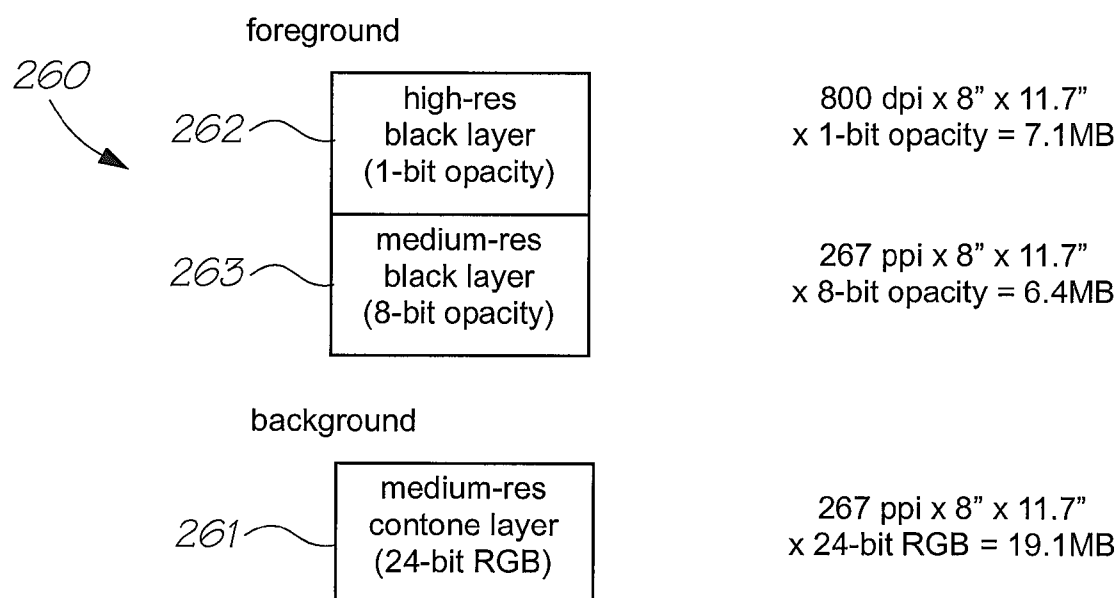 foreground
260
262
high-res
black layer
(1-bit opacity)
800 dpi x 8” x 11.7”
x 1-bit opacity = 7.1MB
263
medium-res
black layer
(8-bit opacity)
267 ppi x 8” x 11.7”
x 8-bit opacity = 6.4MB
background
261
medium-res
contone layer
(24-bit RGB)
267 ppi x 8” x 11.7”
x 24-bit RGB = 19.1MB